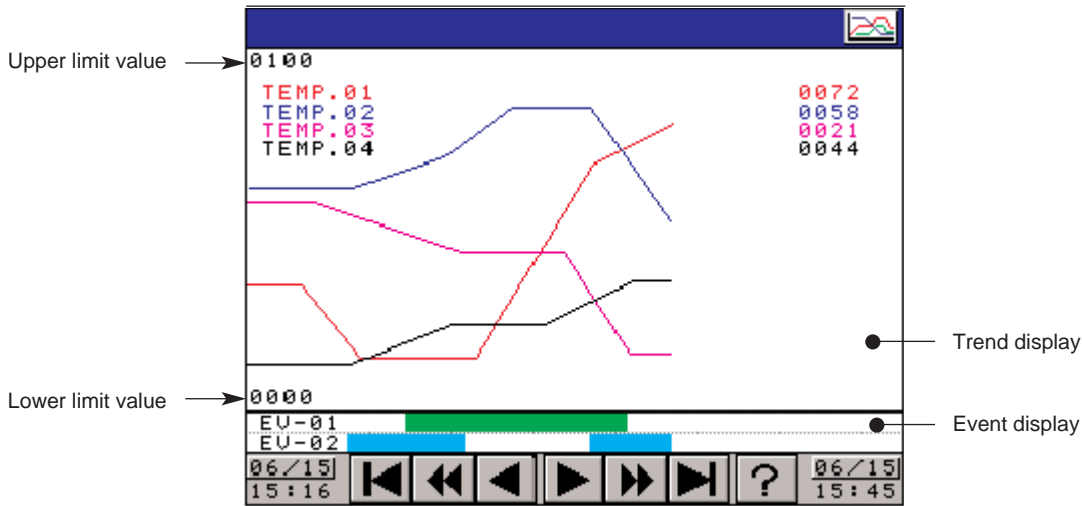 Upper limit value
0100
TEMP.01 0072
TEMP.02 0058
TEMP.03 0021
TEMP.04 0044
Trend display
Lower limit value
0000
EV-01
Event display
EV-02
06/15 ? 06/15
15:16 15:45